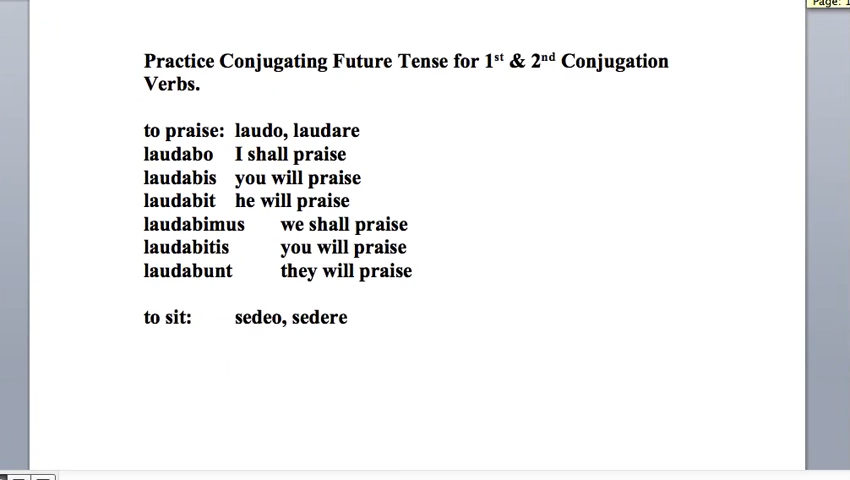 Page: 1
Practice Conjugating Future Tense for 1st & 2nd Conjugation
Verbs.
to praise: laudo, laudare
laudabo I shall praise
laudabis you will praise
laudabit he will praise
laudabimus we shall praise
laudabitis you will praise
laudabunt they will praise
to sit: sedeo, sedere